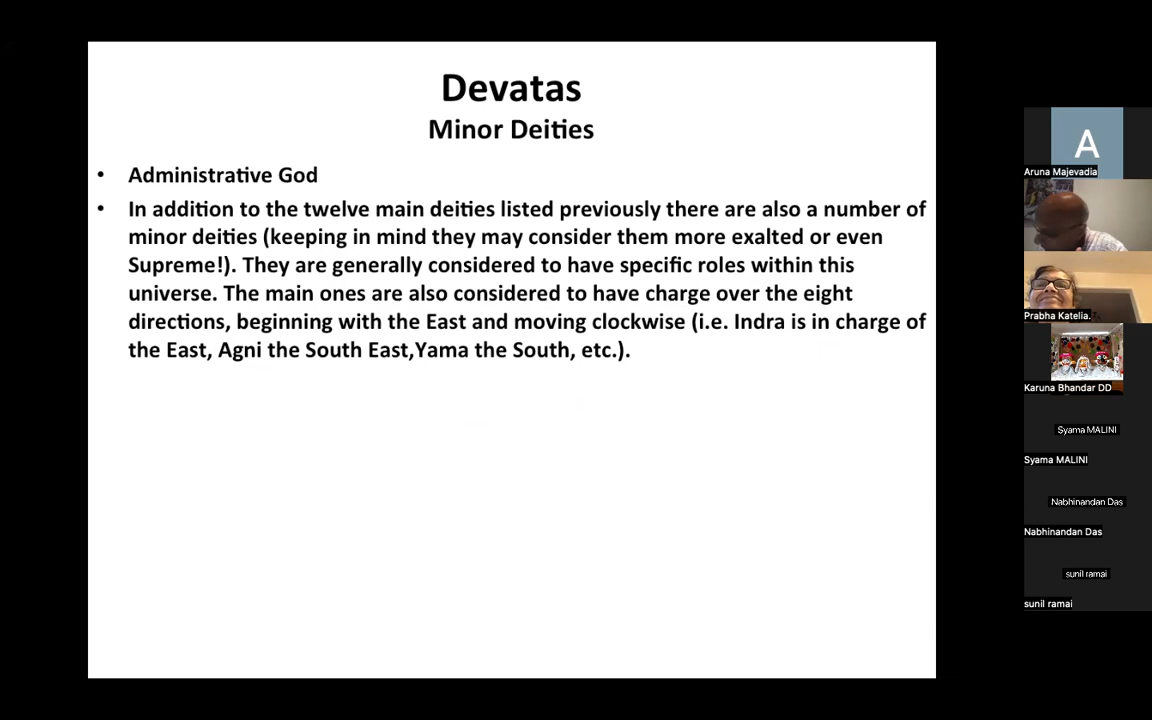 Devatas
Minor Deities
• Administrative God
• In addition to the twelve main deities listed previously there are also a number of
minor deities (keeping in mind they may consider them more exalted or even
Supreme!). They are generally considered to have specific roles within this
universe. The main ones are also considered to have charge over the eight
directions, beginning with the East and moving clockwise (i.e. Indra is in charge of
the East, Agni the South East,Yama the South, etc.).
A
Aruna Majevadia
Prabha Katelia.
Karuna Bhandar DD
Syama MALINI
Syama MALINI
Nabhinandan Das
Nabhinandan Das
sunil ramai
sunil ramai